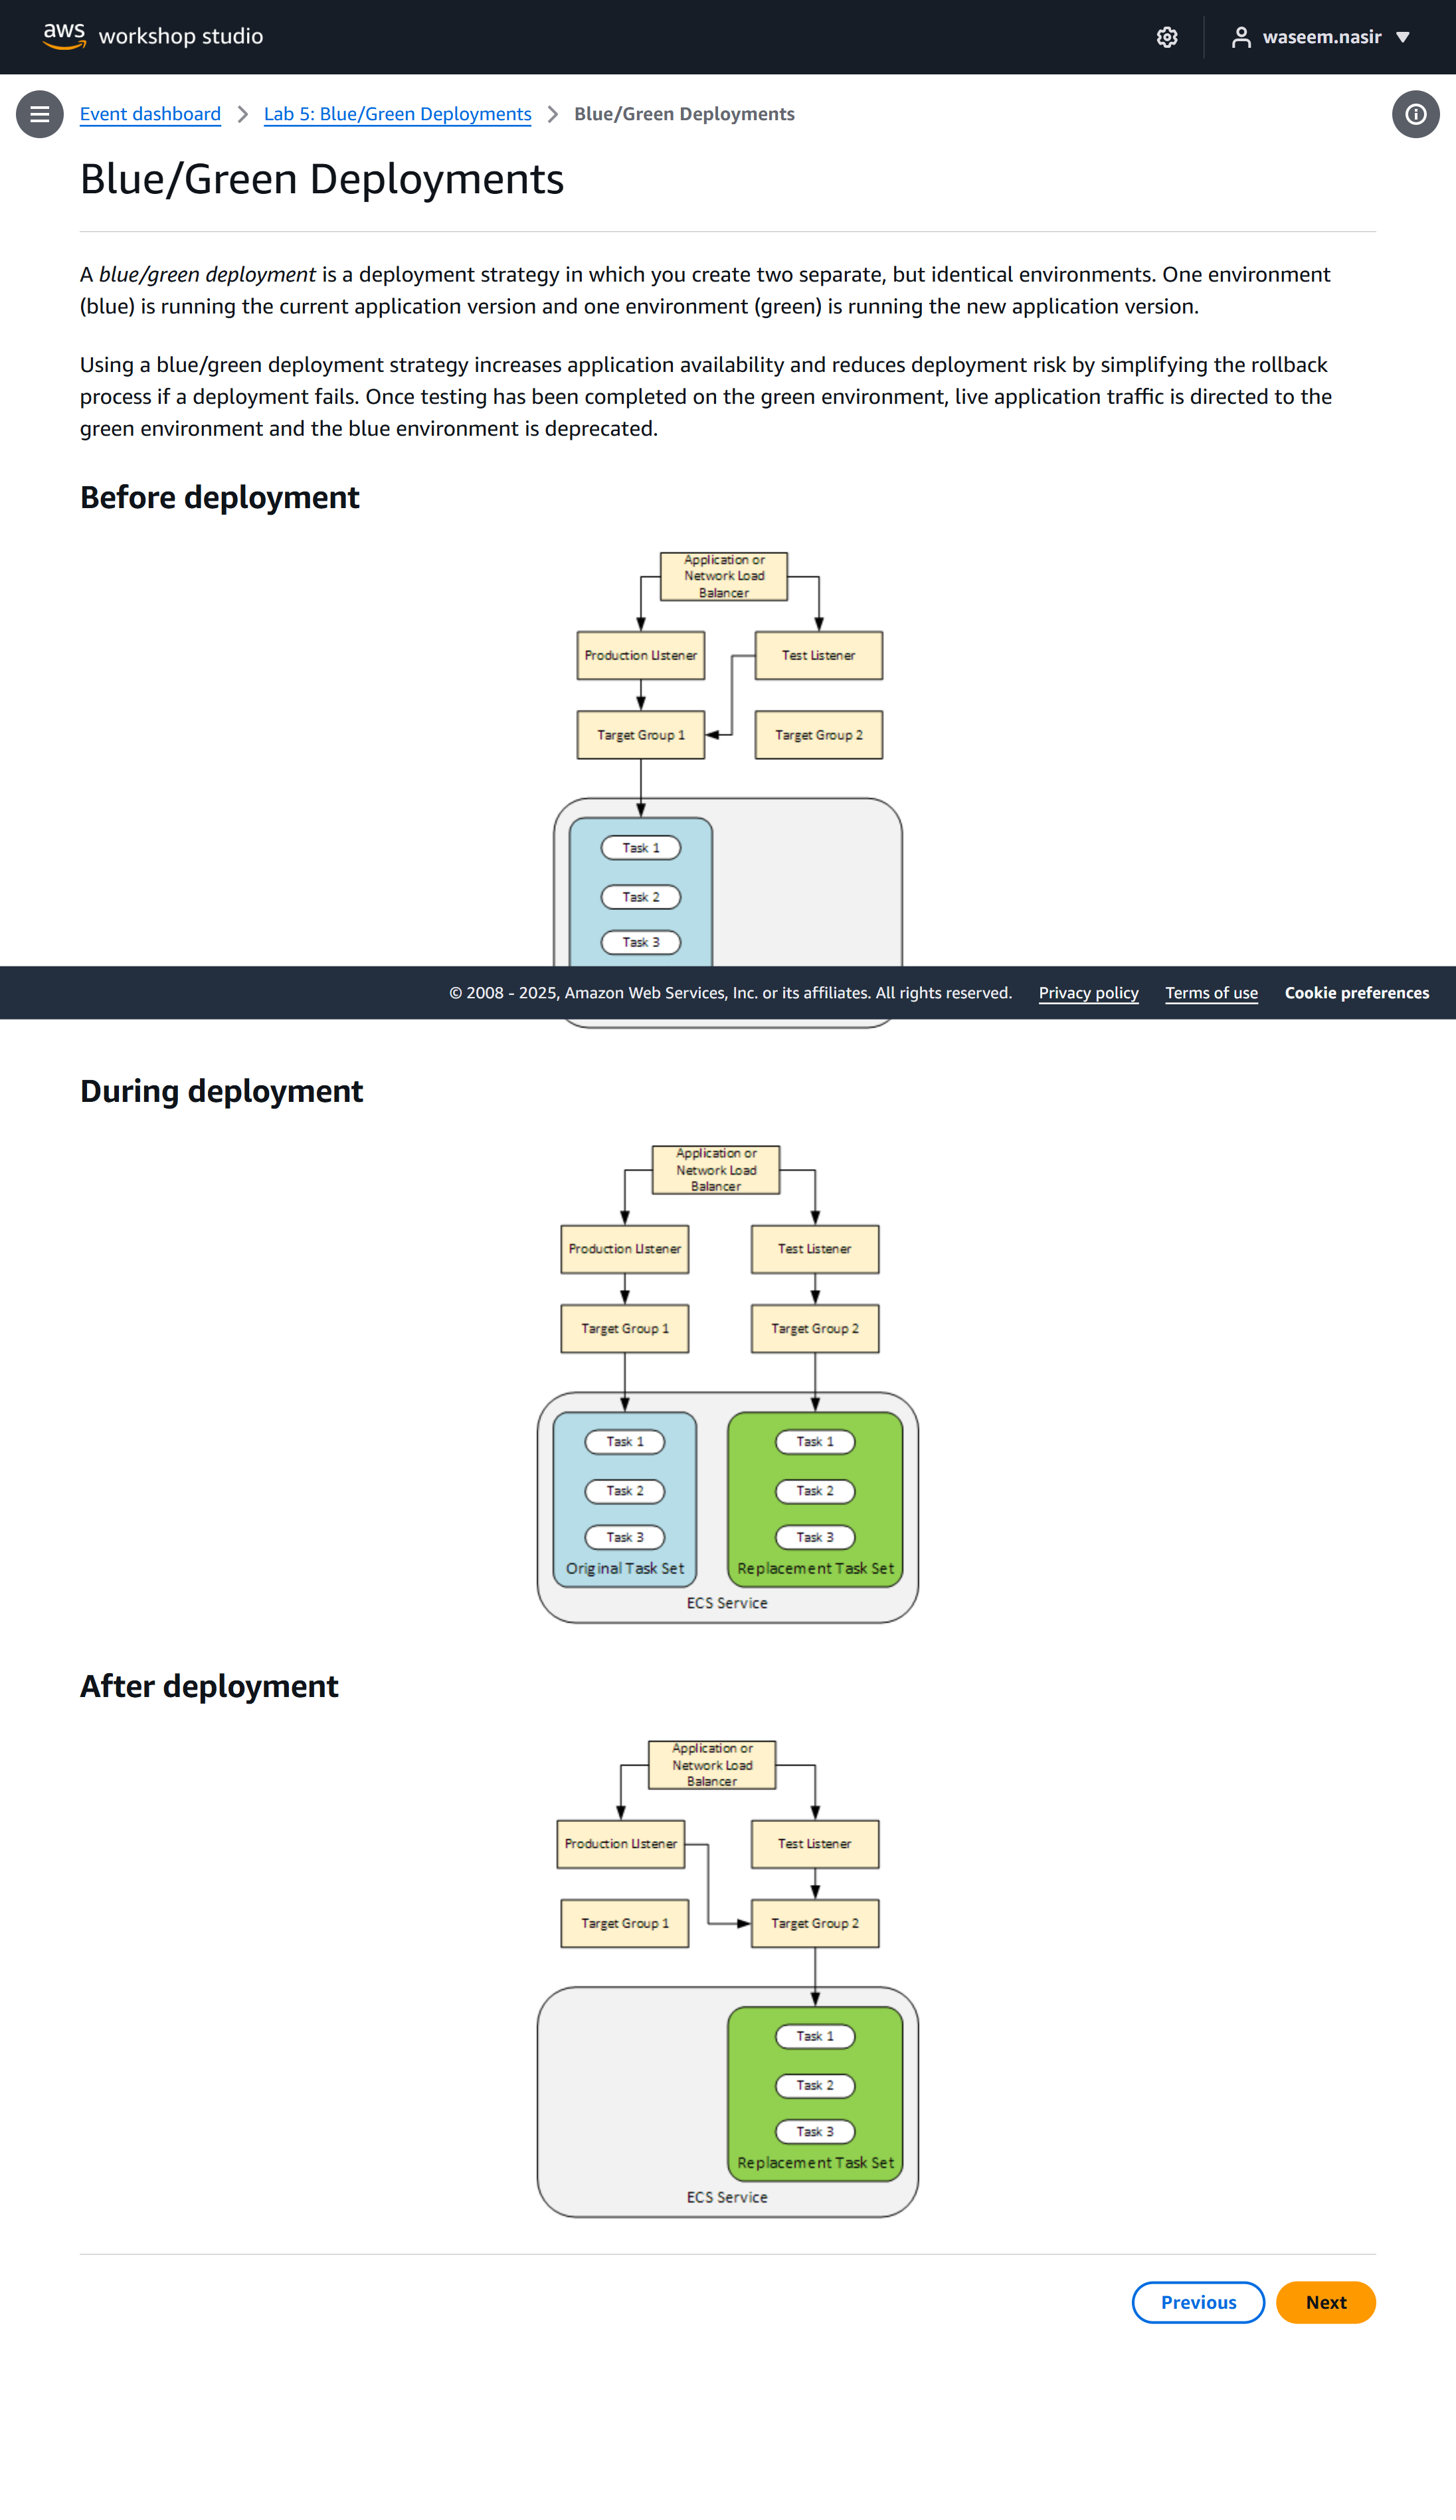 aws workshop studio
waseem.nasir
Event dashboard
Lab 5: Blue/Green Deployments
Blue/Green Deployments
Blue/Green Deployments
A blue/green deployment is a deployment strategy in which you create two separate, but identical environments. One environment
(blue) is running the current application version and one environment (green) is running the new application version.
Using a blue/green deployment strategy increases application availability and reduces deployment risk by simplifying the rollback
process if a deployment fails. Once testing has been completed on the green environment, live application traffic is directed to the
green environment and the blue environment is deprecated.
Before deployment
Application or
Network Load
Balancer
Production Listener
Test Listener
Target Group 1
Target Group 2
Task 1
Task 2
Task 3
© 2008 - 2025, Amazon Web Services, Inc. or its affiliates. All rights reserved.
Privacy policy
Terms of use
Cookie preferences
During deployment
Application or
Network Load
Balancer
Production Listener
Test Listener
Target Group 1
Target Group 2
Task 1
Task 1
Task 2
Task 2
Task 3
Task 3
Original Task Set
Replacement Task Set
ECS Service
After deployment
Application or
Network Load
Balancer
Production Listener
Test Listener
Target Group 1
Target Group 2
Task 1
Task 2
Task 3
Replacement Task Set
ECS Service
Previous
Next